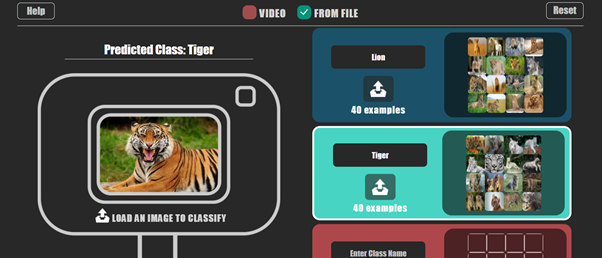 Help
VIDEO
FROM FILE
Reset
Predicted Class: Tiger
LOAD AN IMAGE TO CLASSIFY
Lion
40 examples
Tiger
40 examples
Enter Class Name